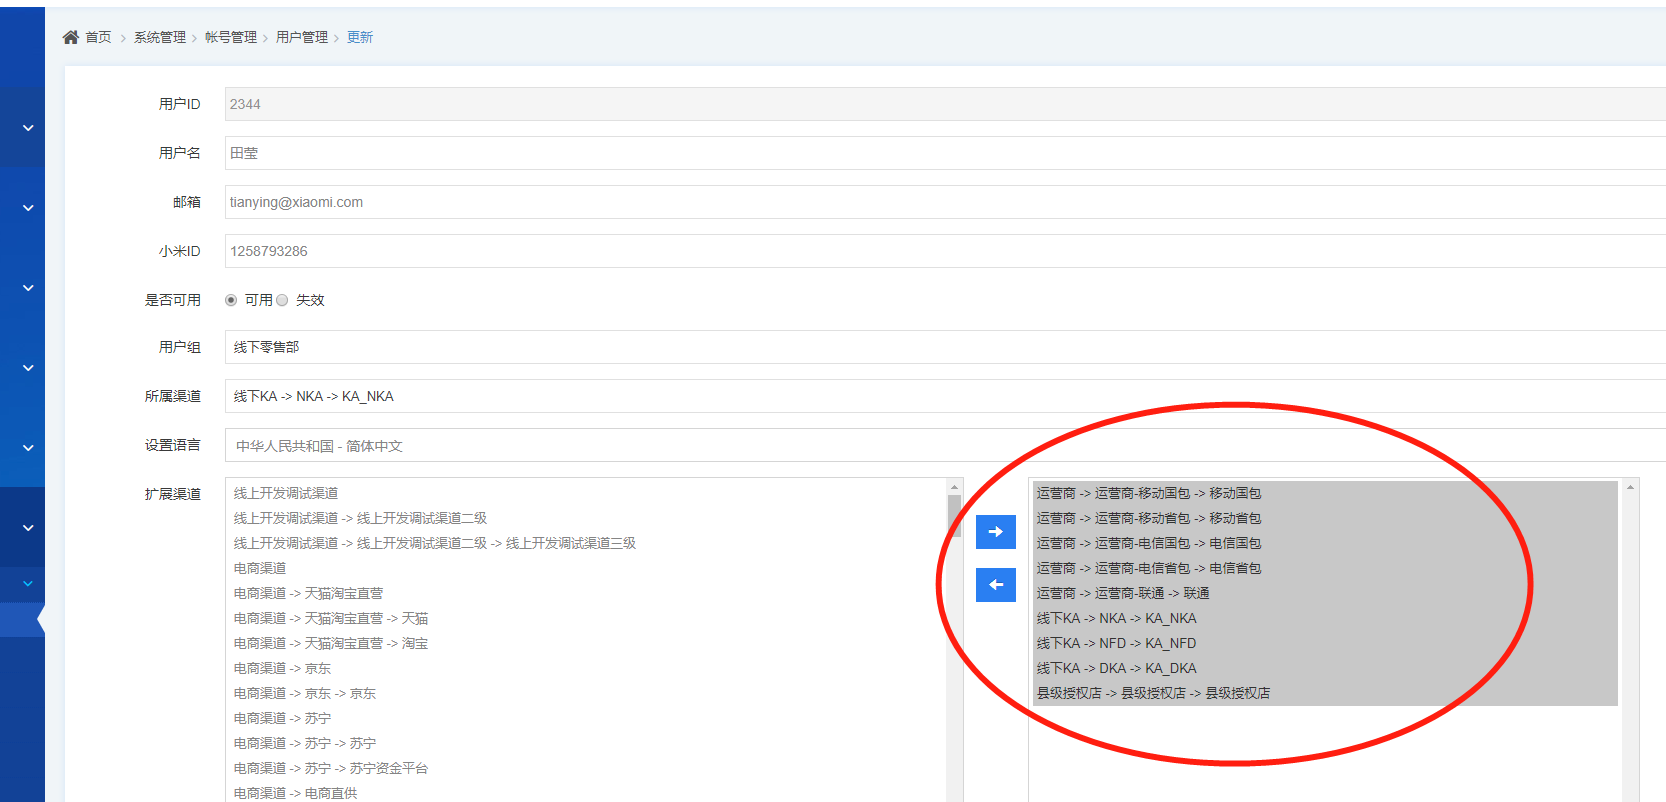 首页 > 系统管理 > 帐号管理 > 用户管理 > 更新
用户ID 2344
用户名 田莹
邮箱 tianying@xiaomi.com
小米ID 1258793286
是否可用 可用 失效
用户组 线下零售部
所属渠道 线下KA -> NKA -> KA_NKA
设置语言 中华人民共和国 - 简体中文
扩展渠道
线上开发调试渠道
线上开发调试渠道 -> 线上开发调试渠道二级
线上开发调试渠道 -> 线上开发调试渠道二级 -> 线上开发调试渠道三级
电商渠道
电商渠道 -> 天猫淘宝直营
电商渠道 -> 天猫淘宝直营 -> 天猫
电商渠道 -> 天猫淘宝直营 -> 淘宝
电商渠道 -> 京东
电商渠道 -> 京东 -> 京东
电商渠道 -> 苏宁
电商渠道 -> 苏宁 -> 苏宁
电商渠道 -> 苏宁 -> 苏宁资金平台
电商渠道 -> 电商直供
运营商 -> 运营商-移动国包 -> 移动国包
运营商 -> 运营商-移动省包 -> 移动省包
运营商 -> 运营商-电信国包 -> 电信国包
运营商 -> 运营商-电信省包 -> 电信省包
运营商 -> 运营商-联通 -> 联通
线下KA -> NKA -> KA_NKA
线下KA -> NFD -> KA_NFD
线下KA -> DKA -> KA_DKA
县级授权店 -> 县级授权店 -> 县级授权店